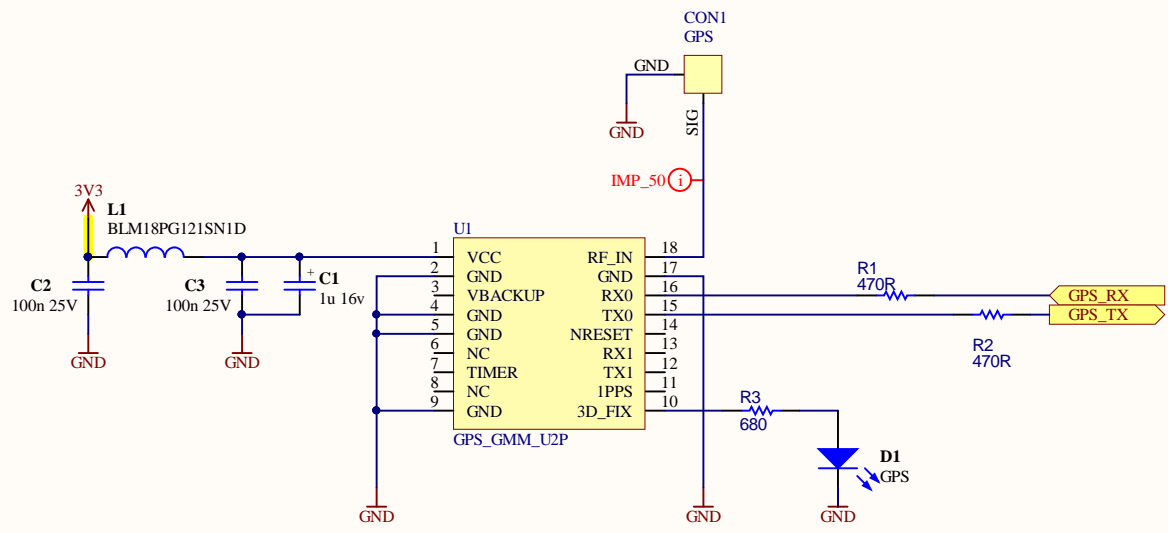 CON1
GPS
GND
GND
SIG
IMP_50
i
3V3
L1
BLM18PG121SN1D
C2
100n 25V
GND
C3
100n 25V
GND
+
C1
1u 16v
U1
1 VCC RF_IN 18
2 GND GND 17
3 VBACKUP RX0 16
4 GND TX0 15
5 GND NRESET 14
6 NC RX1 13
7 TIMER TX1 12
8 NC 1PPS 11
9 GND 3D_FIX 10
GPS_GMM_U2P
GND
GND
R1
470R
GPS_RX
GPS_TX
R2
470R
R3
680
D1
GPS
GND